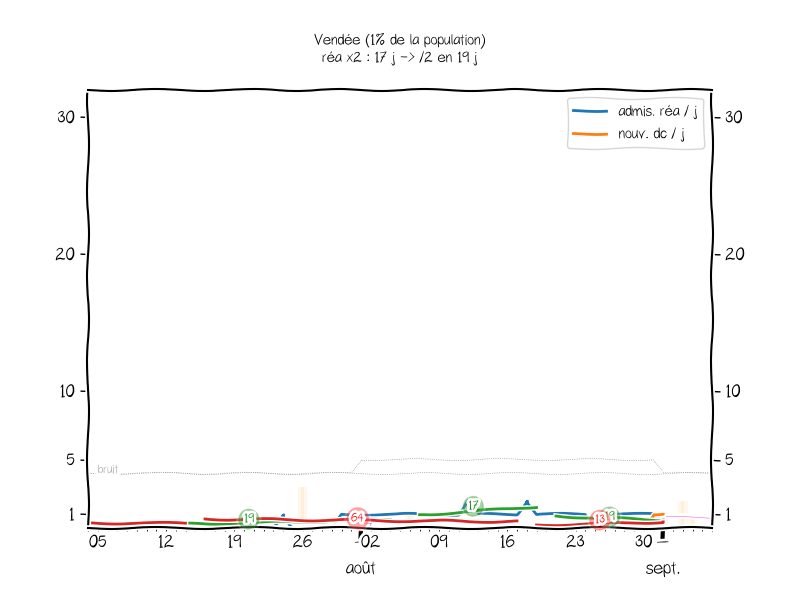 Vendée (1% de la population)
réa x2 : 17 j -> /2 en 19 j
admis. réa / j
nouv. dc / j
30
30
20
20
10
10
5
5
bruit
1
1
19
64
17
13
05 12 19 26 02 09 16 23 30
août sept.